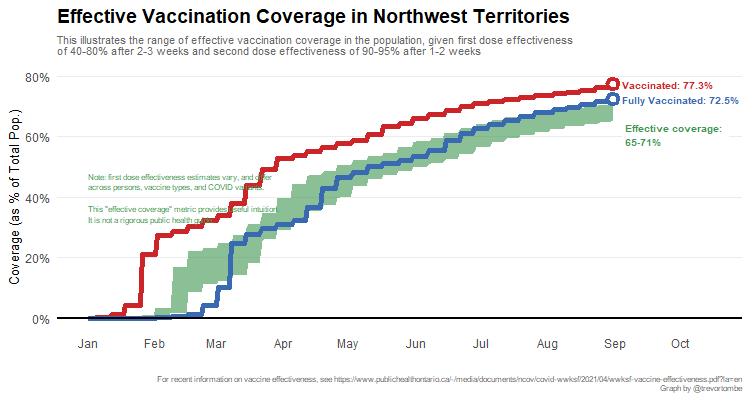 Effective Vaccination Coverage in Northwest Territories
This illustrates the range of effective vaccination coverage in the population, given first dose effectiveness
of 40-80% after 2-3 weeks and second dose effectiveness of 90-95% after 1-2 weeks
80%
60%
40%
20%
0%
Coverage (as % of Total Pop.)
Vaccinated: 77.3%
Fully Vaccinated: 72.5%
Effective coverage:
65-71%
Note: first dose effectiveness estimates vary, and
across persons, vaccine types, and COVID
This "effective coverage" metric provides useful intuition
It is not a rigorous public health
Jan Feb Mar Apr May Jun Jul Aug Sep Oct
For recent information on vaccine effectiveness, see https://www.publichealthontario.ca/-/media/documents/ncov/covid-wwksf/2021/04/wwksf-vaccine-effectiveness.pdf?la=en
Graph by @trevortombe